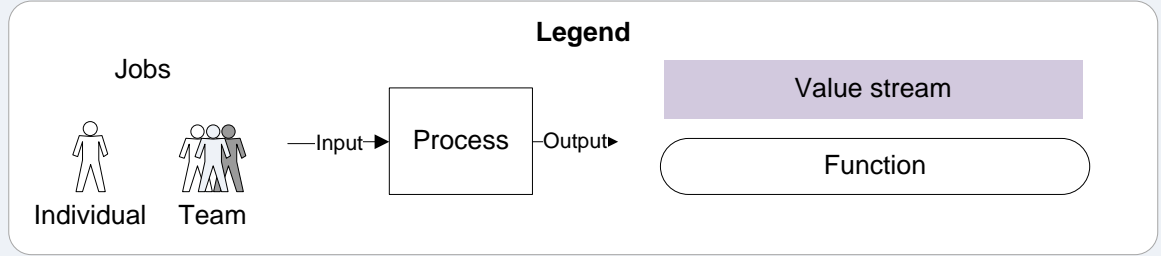 Legend
Jobs
Individual
Team
Input
Process
Output
Value stream
Function